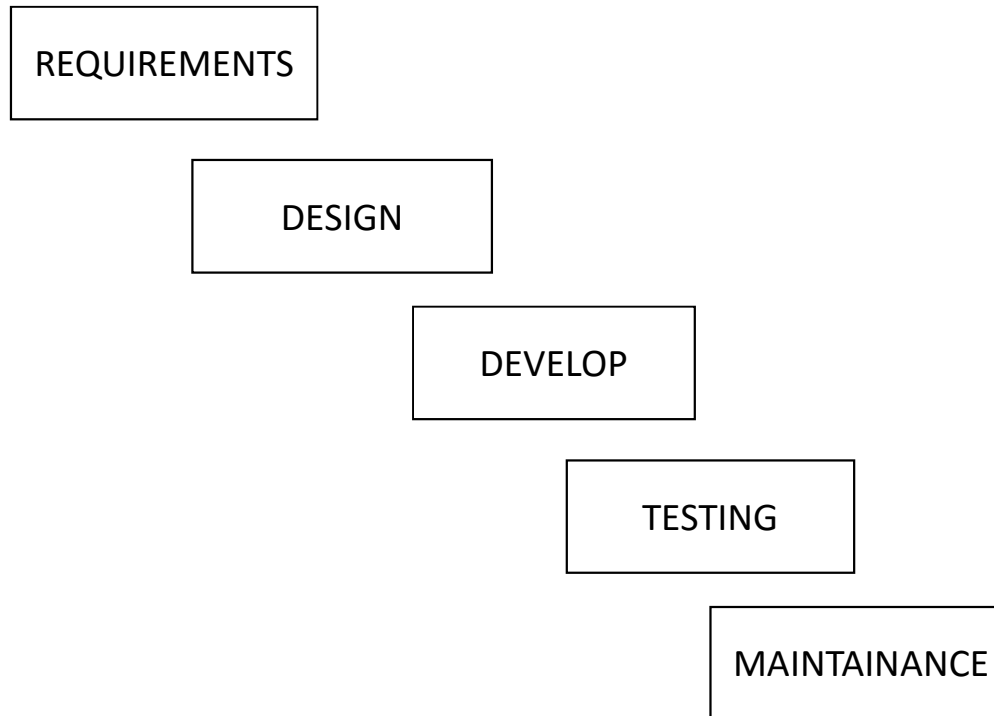 REQUIREMENTS
DESIGN
DEVELOP
TESTING
MAINTAINANCE